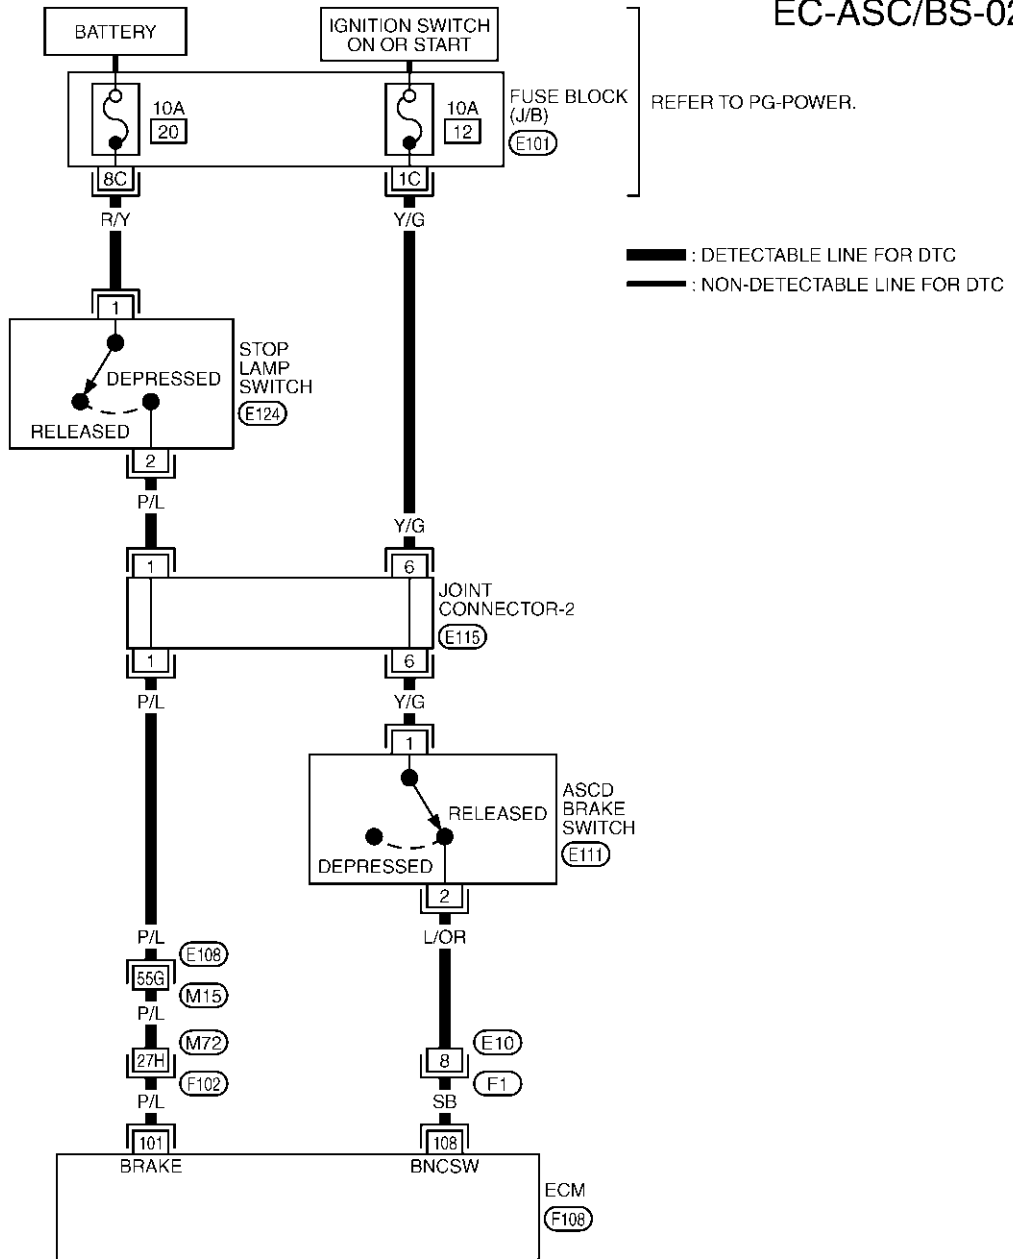 EC-ASC/BS-02
BATTERY
IGNITION SWITCH
ON OR START
10A
20
10A
12
FUSE BLOCK
(J/B)
E101
REFER TO PG-POWER.
8C
1C
R/Y
Y/G
: DETECTABLE LINE FOR DTC
: NON-DETECTABLE LINE FOR DTC
1
DEPRESSED
RELEASED
STOP
LAMP
SWITCH
E124
2
P/L
Y/G
1
6
JOINT
CONNECTOR-2
E115
1
6
P/L
Y/G
1
RELEASED
DEPRESSED
ASCD
BRAKE
SWITCH
E111
2
P/L
L/OR
E108
55G
M15
P/L
M72
27H
F102
E10
8
F1
P/L
SB
101
108
BRAKE
BNCSW
ECM
F108